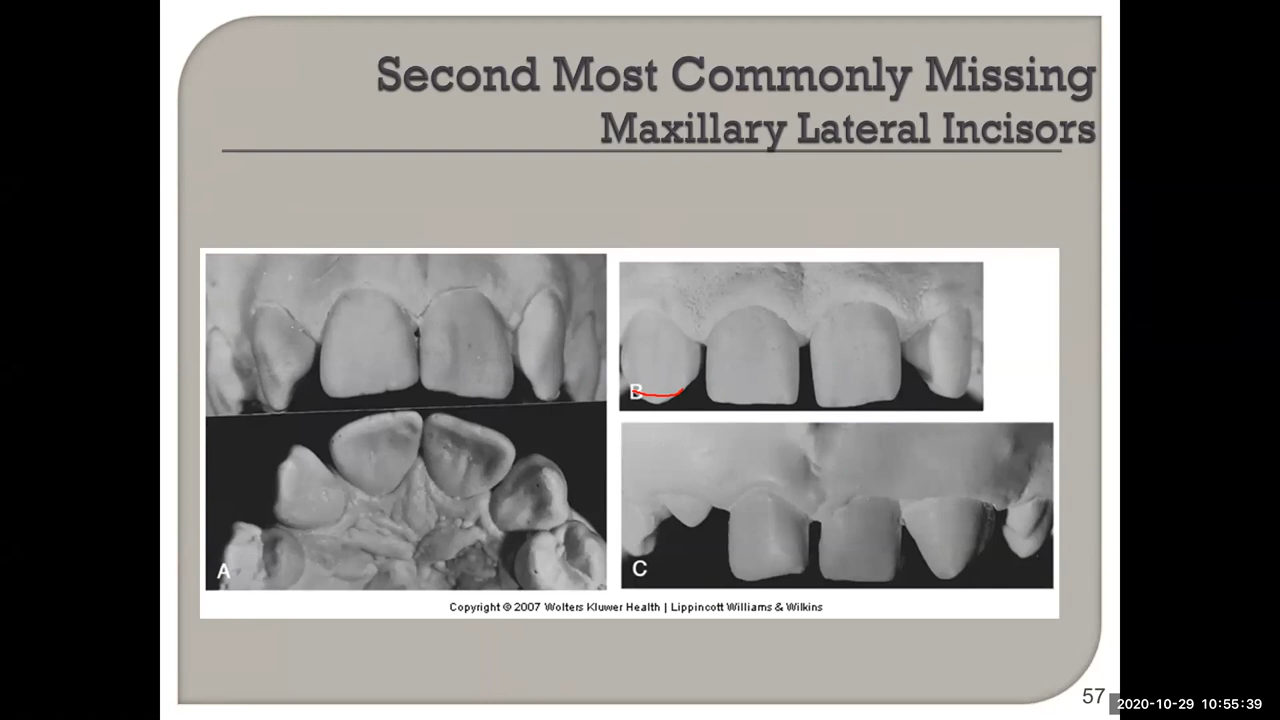 Second Most Commonly Missing
Maxillary Lateral Incisors
B
A
C
Copyright © 2007 Wolters Kluwer Health | Lippincott Williams & Wilkins
57
2020-10-29 10:55:39